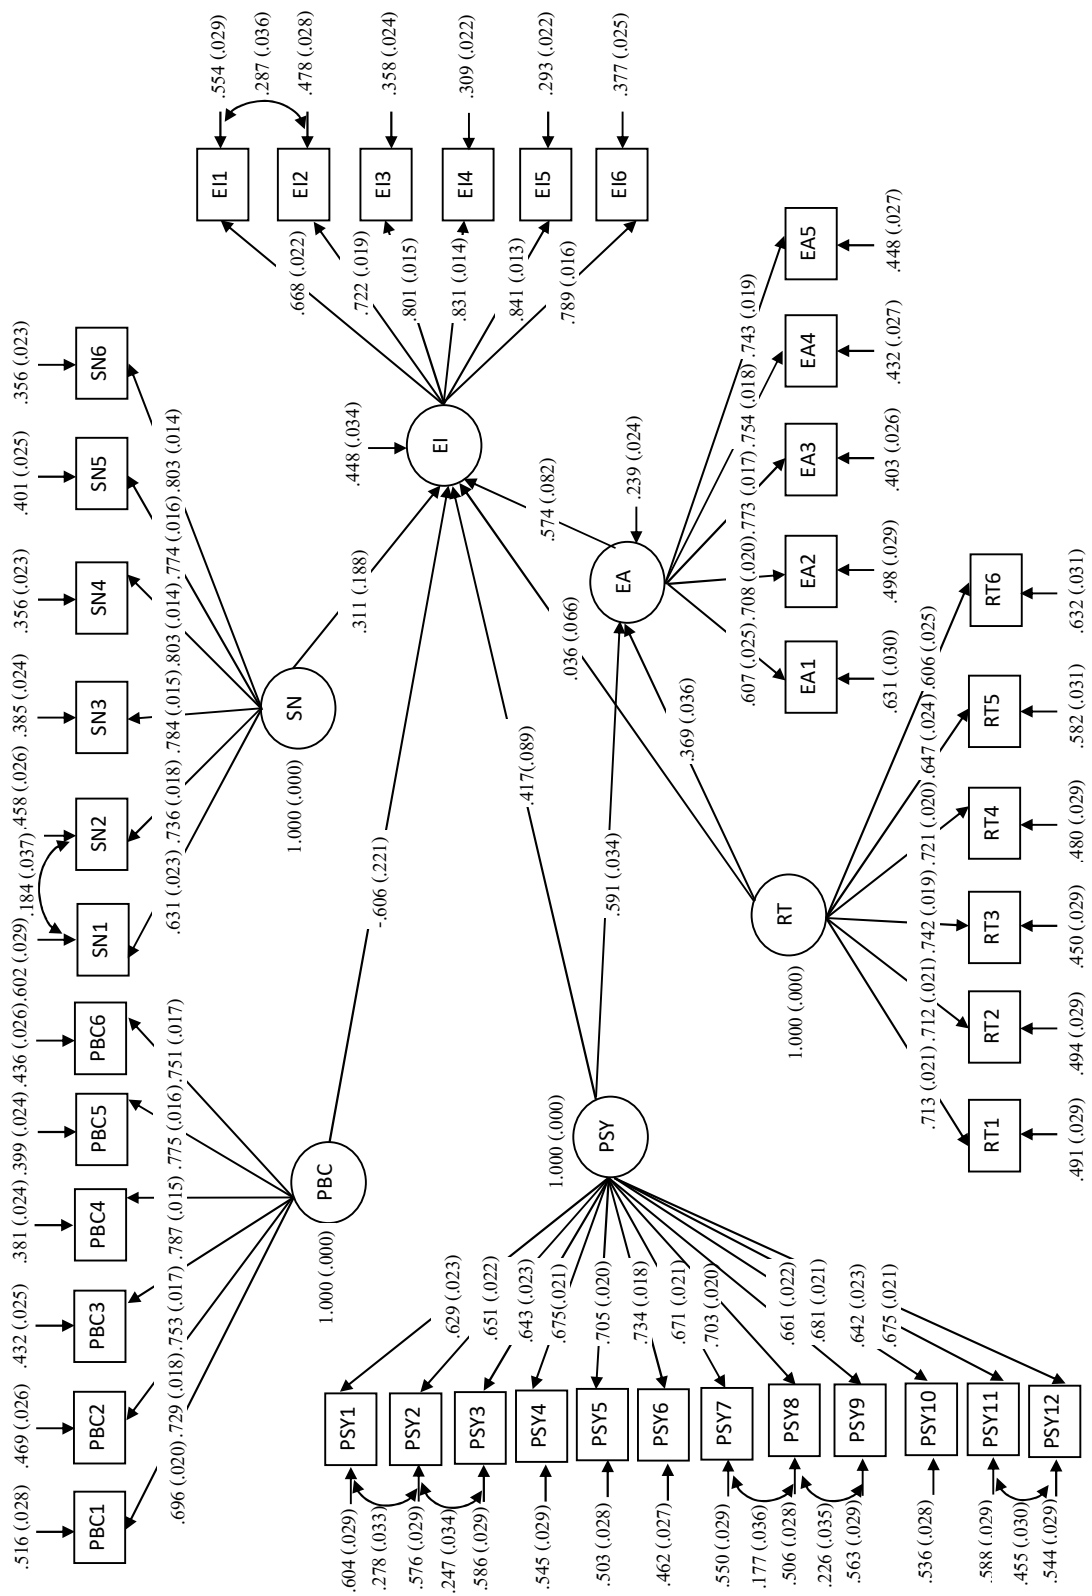 .516 (.028) .469 (.026) .432 (.025) .381 (.024) .399 (.024) .436 (.026) .602 (.029) .184 (.037) .458 (.026) .385 (.024) .356 (.023) .401 (.025) .356 (.023)
PBC1 PBC2 PBC3 PBC4 PBC5 PBC6 SN1 SN2 SN3 SN4 SN5 SN6
.696 (.020) .729 (.018) .753 (.017) .787 (.015) .775 (.016) .751 (.017) .631 (.023) .736 (.018) .784 (.015) .803 (.014) .774 (.016) .803 (.014)
1.000 (.000) PBC
1.000 (.000) SN
-.606 (.221)
.311 (.188)
.604 (.029) PSY1 .629 (.023)
.278 (.033)
.576 (.029) PSY2 .651 (.022)
.247 (.034)
.586 (.029) PSY3 .643 (.023)
.545 (.029) PSY4 .675(.021)
.503 (.028) PSY5 .705 (.020)
.462 (.027) PSY6 .734 (.018)
.550 (.029) PSY7 .671 (.021)
.177 (.036)
.506 (.028) PSY8 .703 (.020)
.226 (.035)
.563 (.029) PSY9 .661 (.022)
.681 (.021)
.536 (.028) PSY10 .642 (.023)
.588 (.029) PSY11 .675 (.021)
.455 (.030)
.544 (.029) PSY12
1.000 (.000)
PSY
.417(.089)
.591 (.034)
.448 (.034)
EI
.668 (.022) EI1 .554 (.029)
.287 (.036)
.722 (.019) EI2 .478 (.028)
.801 (.015) EI3 .358 (.024)
.831 (.014) EI4 .309 (.022)
.841 (.013) EI5 .293 (.022)
.789 (.016) EI6 .377 (.025)
.036 (.066)
.574 (.082)
EA .239 (.024)
.369 (.036)
.607 (.025) .708 (.020) .773 (.017) .754 (.018) .743 (.019)
EA1 EA2 EA3 EA4 EA5
.631 (.030) .498 (.029) .403 (.026) .432 (.027) .448 (.027)
1.000 (.000) RT
.713 (.021) .712 (.021) .742 (.019) .721 (.020) .647 (.024) .606 (.025)
RT1 RT2 RT3 RT4 RT5 RT6
.491 (.029) .494 (.029) .450 (.029) .480 (.029) .582 (.031) .632 (.031)